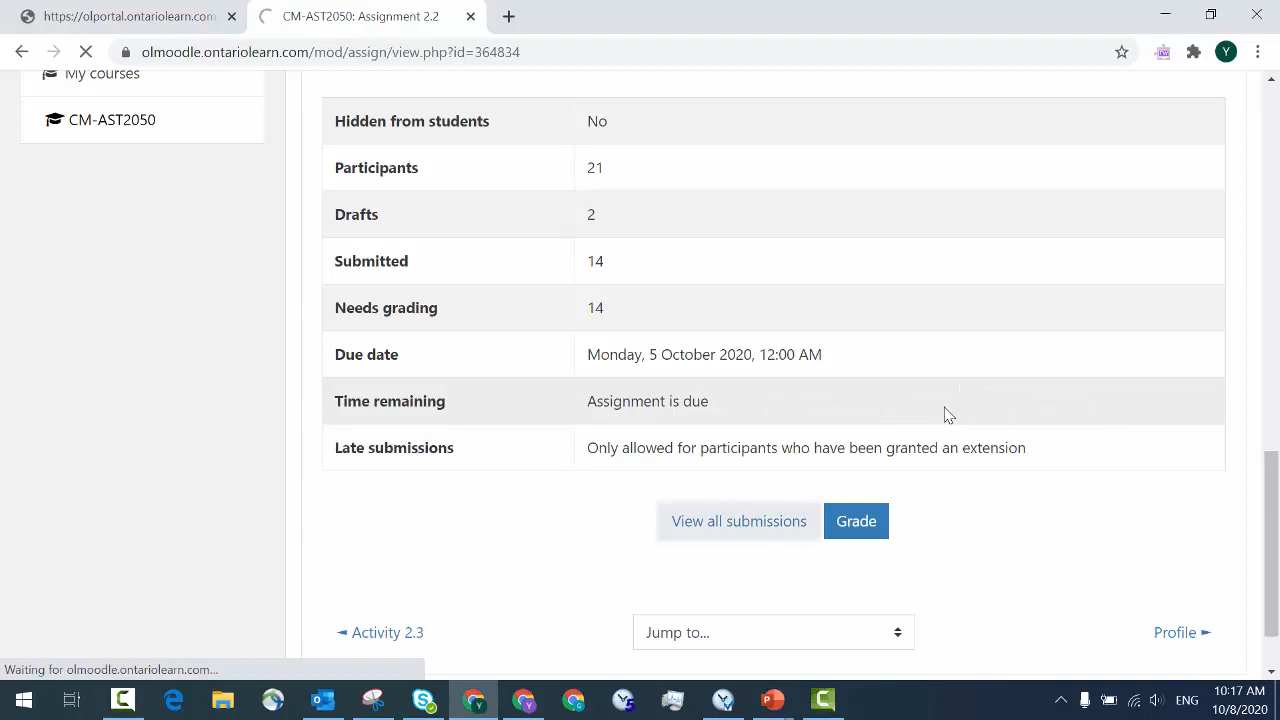 https://olportal.ontariolearn.com
CM-AST2050: Assignment 2.2
olmoodle.ontariolearn.com/mod/assign/view.php?id=364834
Y
My courses
CM-AST2050
Hidden from students No
Participants 21
Drafts 2
Submitted 14
Needs grading 14
Due date Monday, 5 October 2020, 12:00 AM
Time remaining Assignment is due
Late submissions Only allowed for participants who have been granted an extension
View all submissions Grade
◄ Activity 2.3 Jump to... Profile ►
Waiting for olmoodle.ontariolearn.com...
ENG
10:17 AM
10/8/2020